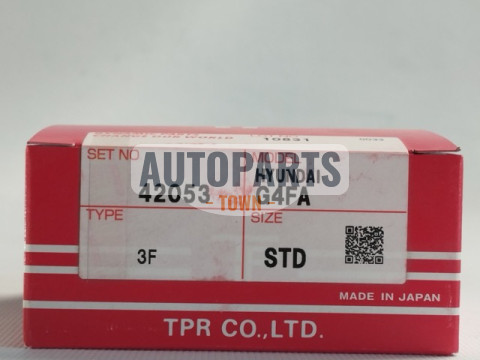 10831
SET NO
MODEL
AUTOPARTS
HYUNDAI
42053
G4FA
TOWN
TYPE
SIZE
3F
STD
MADE IN JAPAN
TPR CO.,LTD.